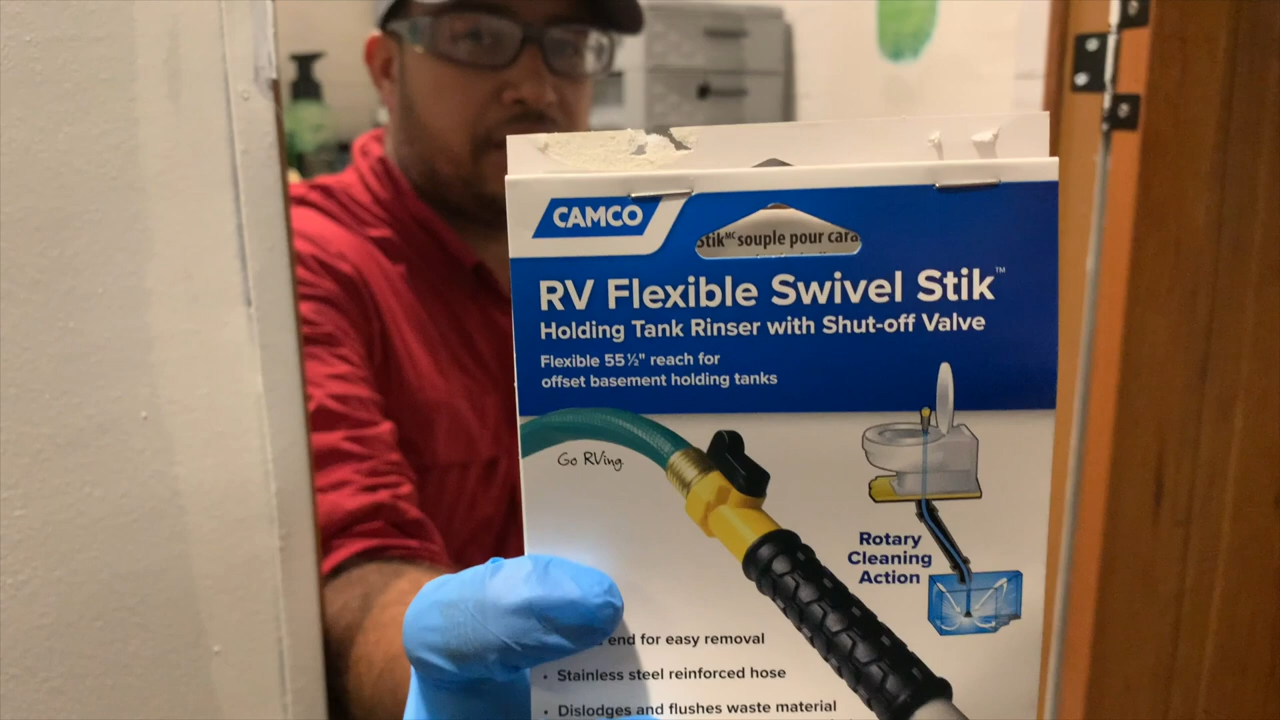 CAMCO
Stikᴹᶜ souple pour cara
RV Flexible Swivel Stik™
Holding Tank Rinser with Shut-off Valve
Flexible 55½" reach for
offset basement holding tanks
Go RVing.
Rotary
Cleaning
Action
end for easy removal
• Stainless steel reinforced hose
• Dislodges and flushes waste material